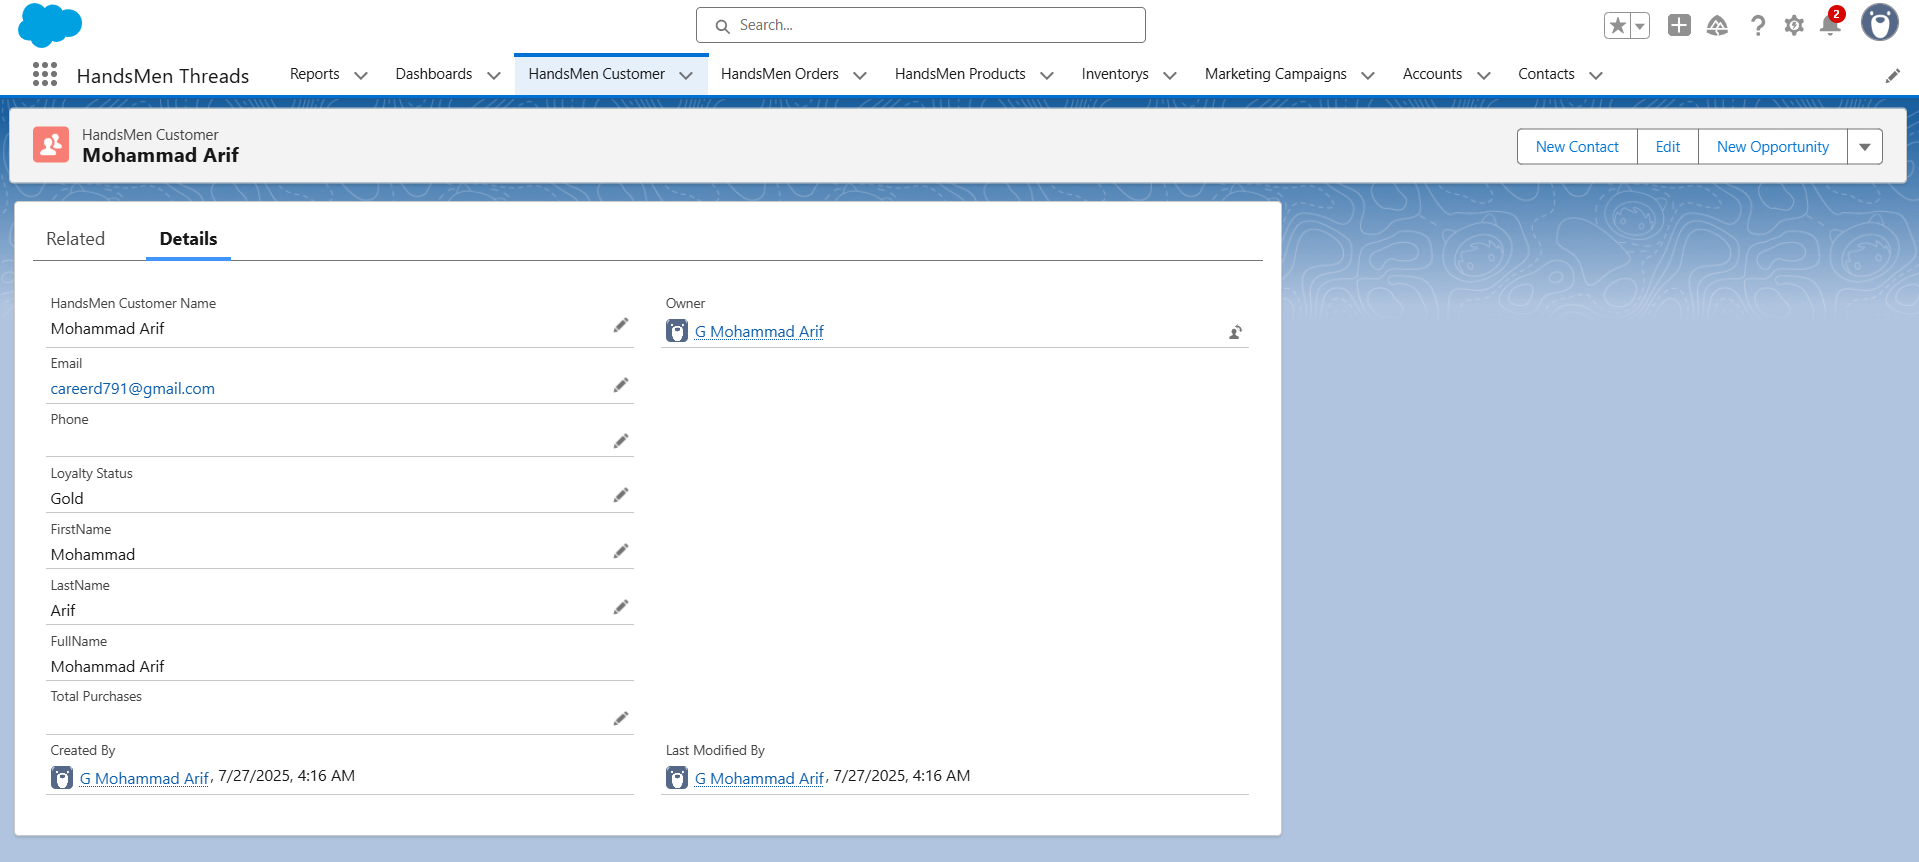 Search...
2
HandsMen Threads
Reports
Dashboards
HandsMen Customer
HandsMen Orders
HandsMen Products
Inventorys
Marketing Campaigns
Accounts
Contacts
HandsMen Customer
Mohammad Arif
New Contact
Edit
New Opportunity
Related
Details
HandsMen Customer Name
Mohammad Arif
Owner
G Mohammad Arif
Email
careerd791@gmail.com
Phone
Loyalty Status
Gold
FirstName
Mohammad
LastName
Arif
FullName
Mohammad Arif
Total Purchases
Created By
G Mohammad Arif, 7/27/2025, 4:16 AM
Last Modified By
G Mohammad Arif, 7/27/2025, 4:16 AM